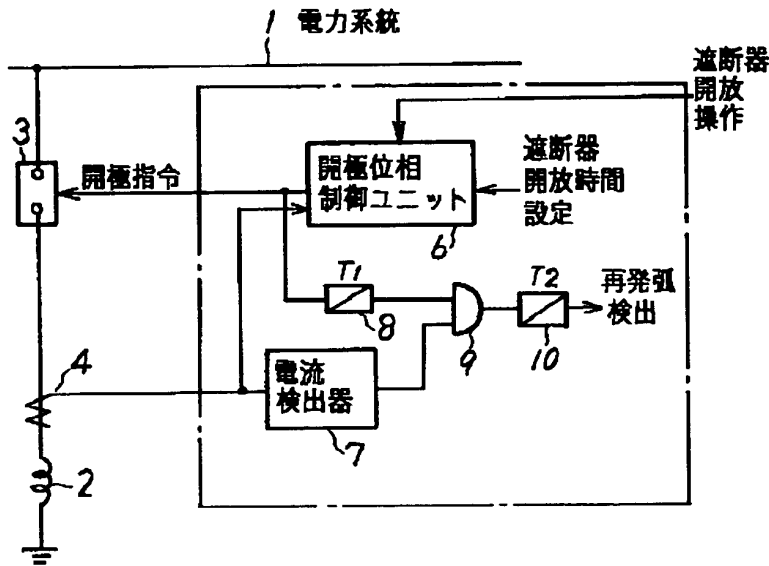 1 電力系統
遮断器
開放
操作
3
開極指令
開極位相
制御ユニット
遮断器
開放時間
設定
6
T1
8
9
T2
10
再発弧
検出
4
電流
検出器
7
2